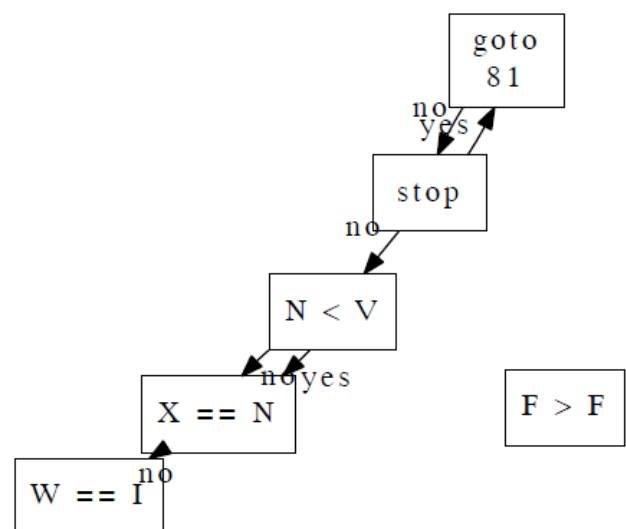 goto
81
no
yes
stop
no
N < V
no yes
X == N
F > F
no
W == I